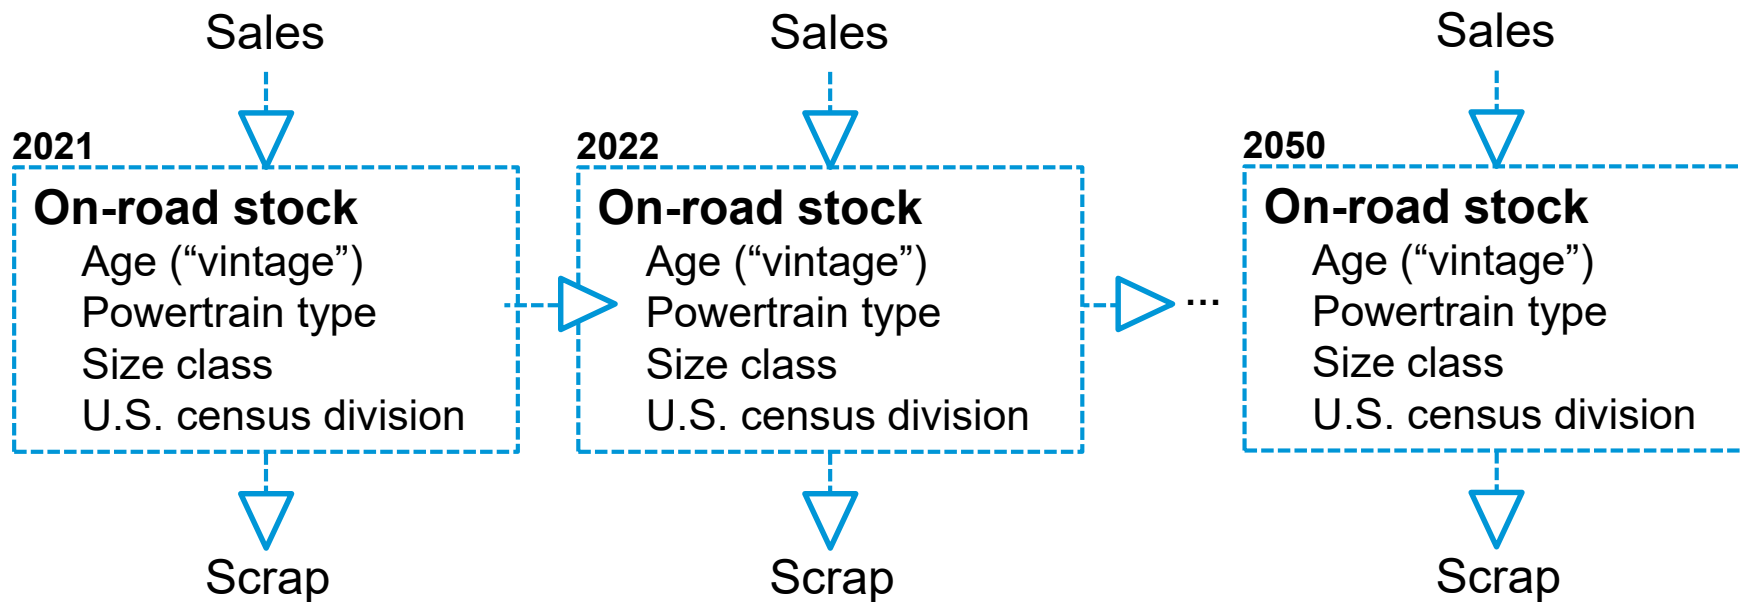 Sales
2021
On-road stock
Age (“vintage”)
Powertrain type
Size class
U.S. census division
Scrap
Sales
2022
On-road stock
Age (“vintage”)
Powertrain type
Size class
U.S. census division
Scrap
...
Sales
2050
On-road stock
Age (“vintage”)
Powertrain type
Size class
U.S. census division
Scrap